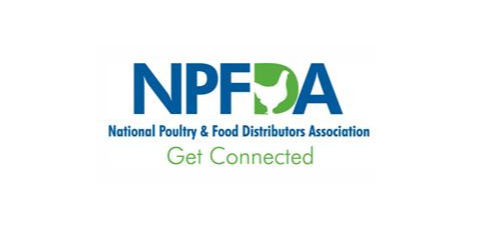 NPFDA
National Poultry & Food Distributors Association
Get Connected